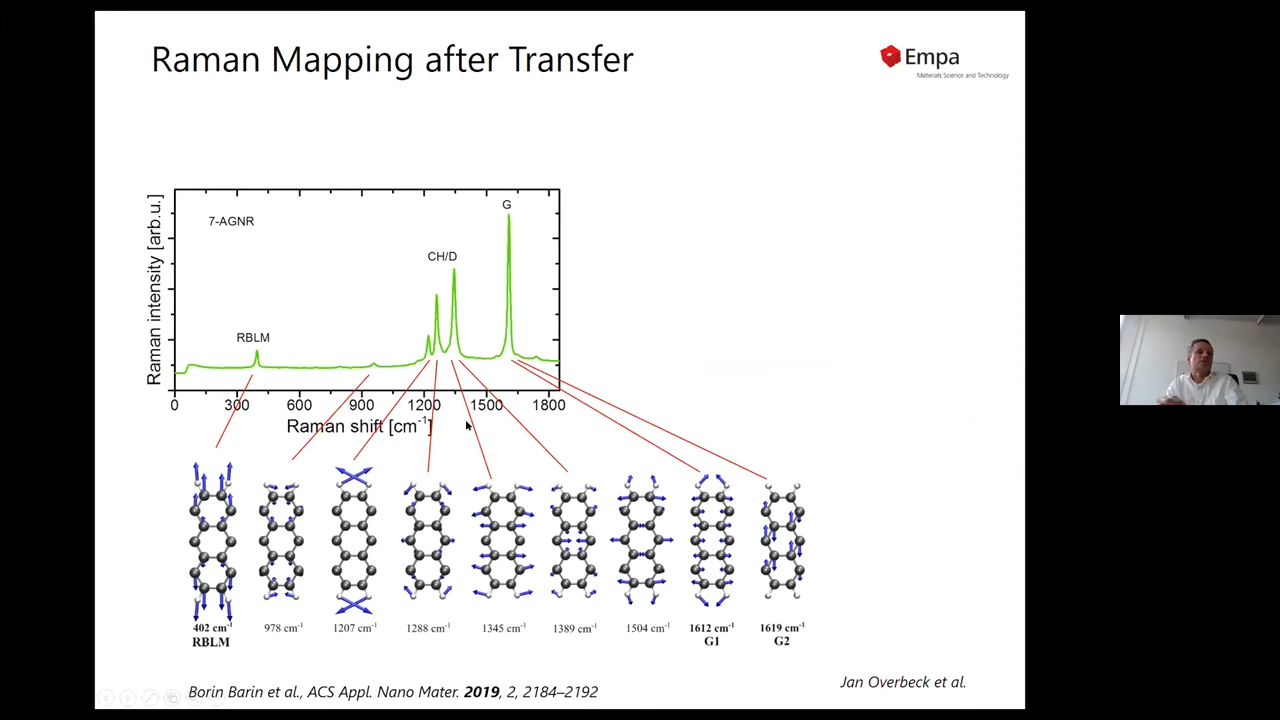 Raman Mapping after Transfer
Empa
Materials Science and Technology
Raman intensity [arb.u.]
7-AGNR
RBLM
CH/D
G
0 300 600 900 1200 1500 1800
Raman shift [cm⁻¹]
402 cm⁻¹ 978 cm⁻¹ 1207 cm⁻¹ 1288 cm⁻¹ 1345 cm⁻¹ 1389 cm⁻¹ 1504 cm⁻¹ 1612 cm⁻¹ 1619 cm⁻¹
RBLM G1 G2
Borin Barin et al., ACS Appl. Nano Mater. 2019, 2, 2184–2192
Jan Overbeck et al.